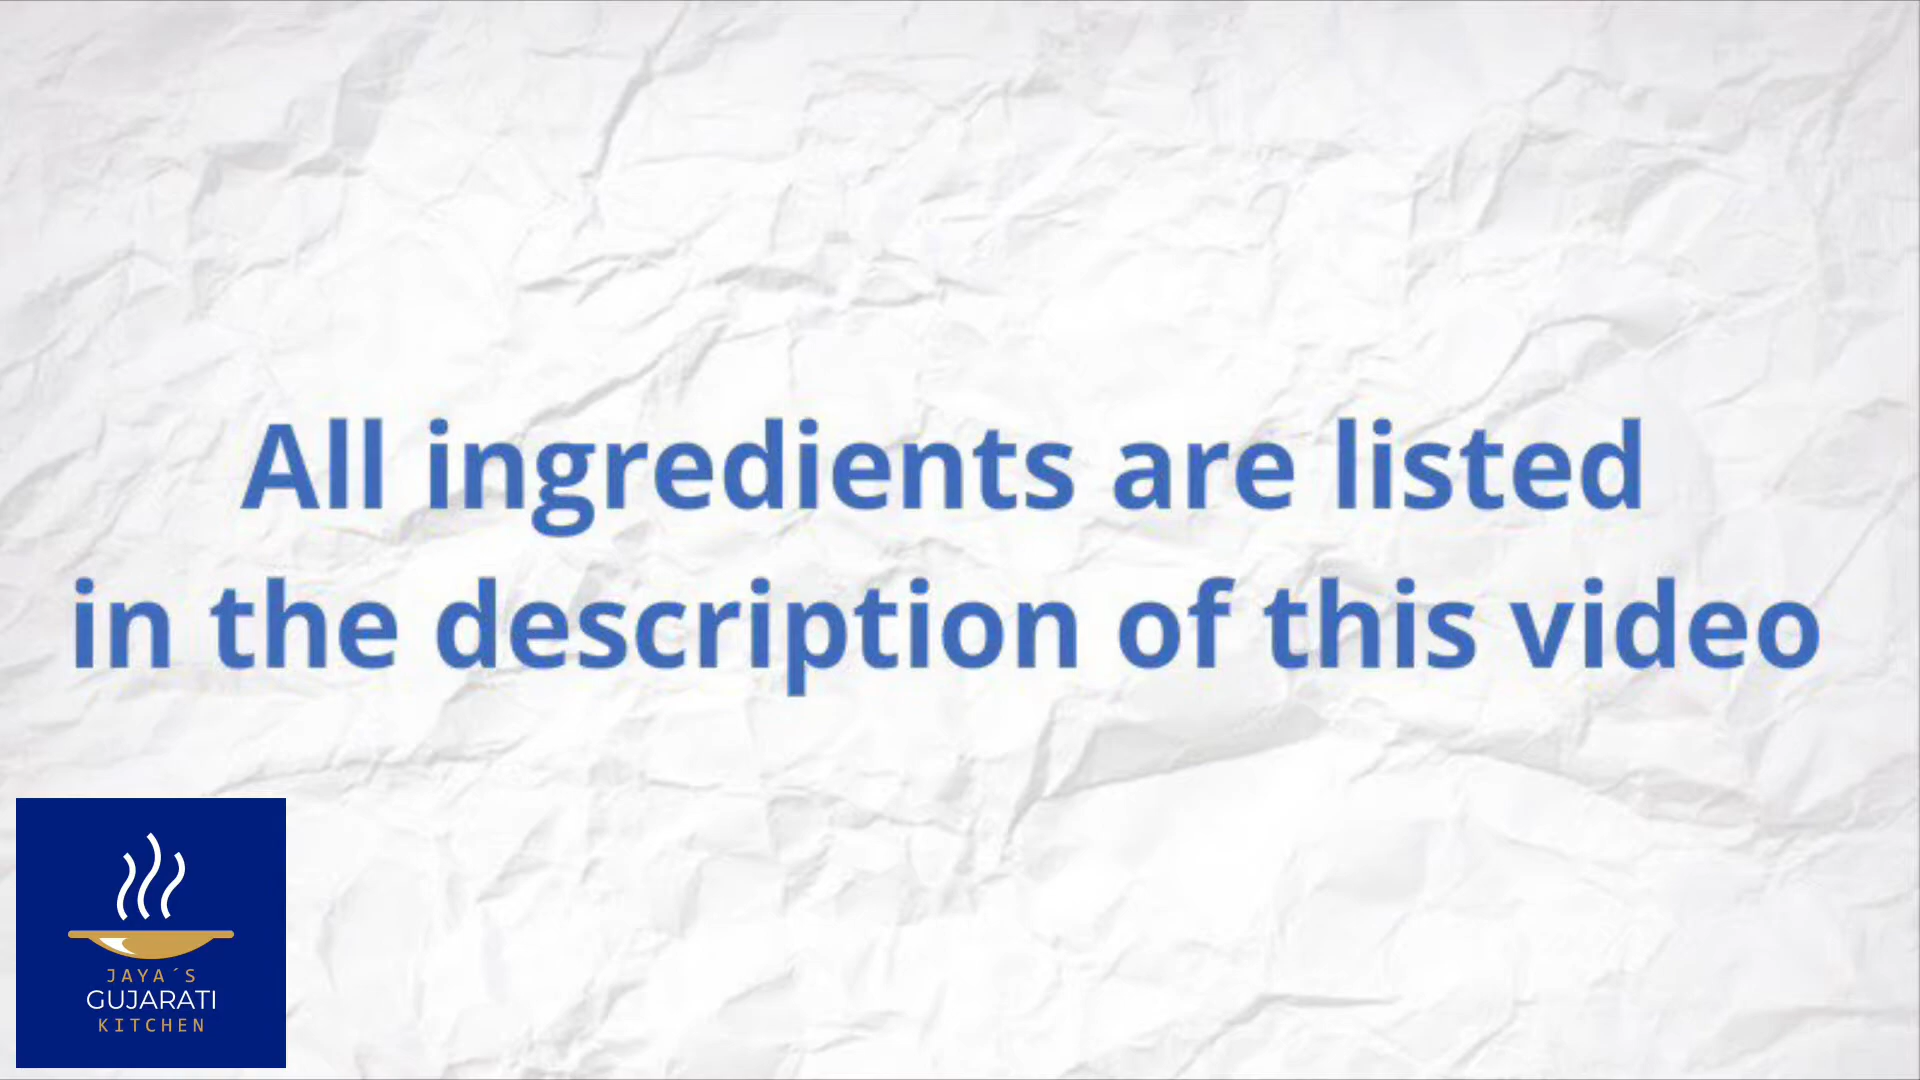 All ingredients are listed
in the description of this video
JAYA´S
GUJARATI
KITCHEN